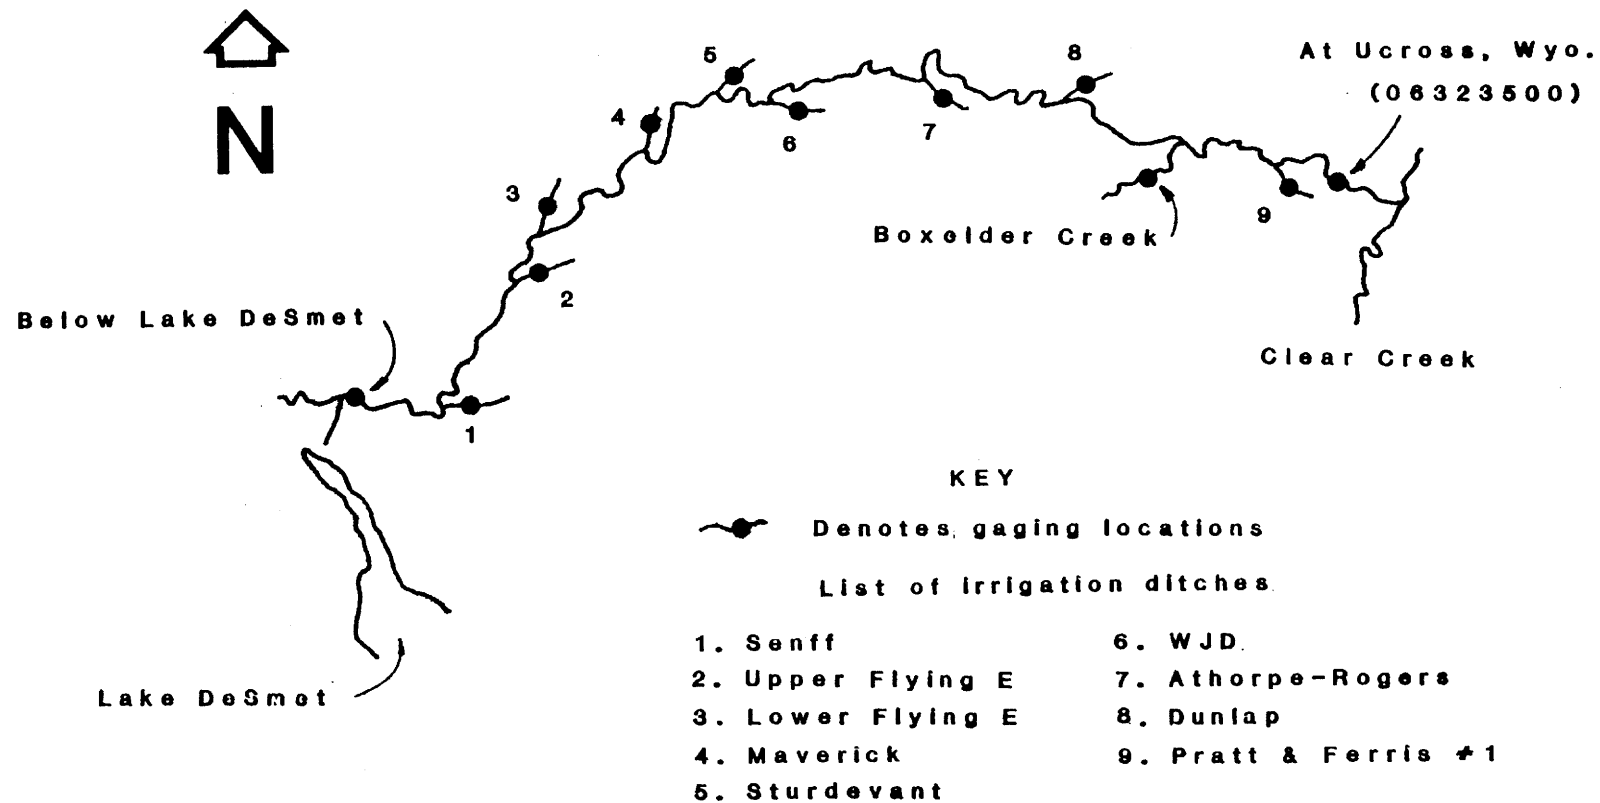 N
At Ucross, Wyo.
(06323500)
5
8
4
6
7
3
9
Boxelder Creek
2
Below Lake DeSmet
Clear Creek
1
KEY
Denotes gaging locations
List of irrigation ditches
1. Senff
2. Upper Flying E
3. Lower Flying E
4. Maverick
5. Sturdevant
6. WJD
7. Athorpe-Rogers
8. Dunlap
9. Pratt & Ferris #1
Lake DeSmet